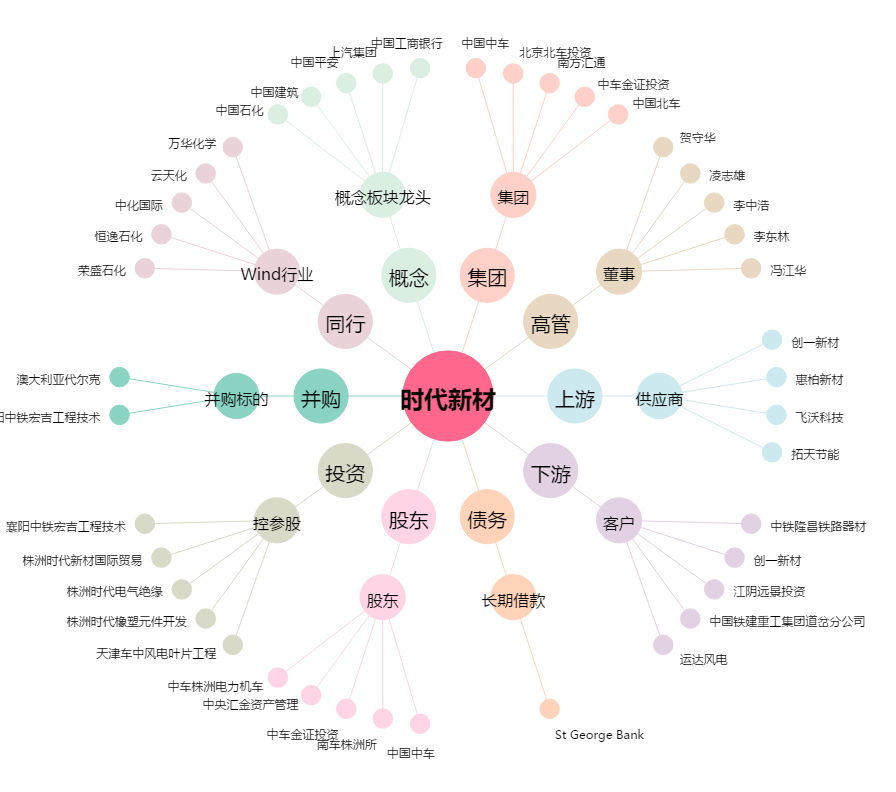 中国工商银行
上汽集团
中国平安
中国建筑
中国石化
概念板块龙头
概念
中国中车
北京北车投资
南方汇通
中车金证投资
中国北车
集团
集团
贺守华
凌志雄
李中浩
李东林
冯江华
董事
高管
万华化学
云天化
中化国际
恒逸石化
荣盛石化
Wind行业
同行
时代新材
创一新材
惠柏新材
飞沃科技
拓天节能
供应商
上游
澳大利亚代尔克
阳中铁宏吉工程技术
并购标的
并购
投资
控参股
襄阳中铁宏吉工程技术
株洲时代新材国际贸易
株洲时代电气绝缘
株洲时代橡塑元件开发
天津车中风电叶片工程
股东
股东
中车株洲电力机车
中央汇金资产管理
中车金证投资
南车株洲所
中国中车
债务
长期借款
St George Bank
下游
客户
中铁隆昌铁路器材
创一新材
江阴远景投资
中国铁建重工集团道岔分公司
运达风电